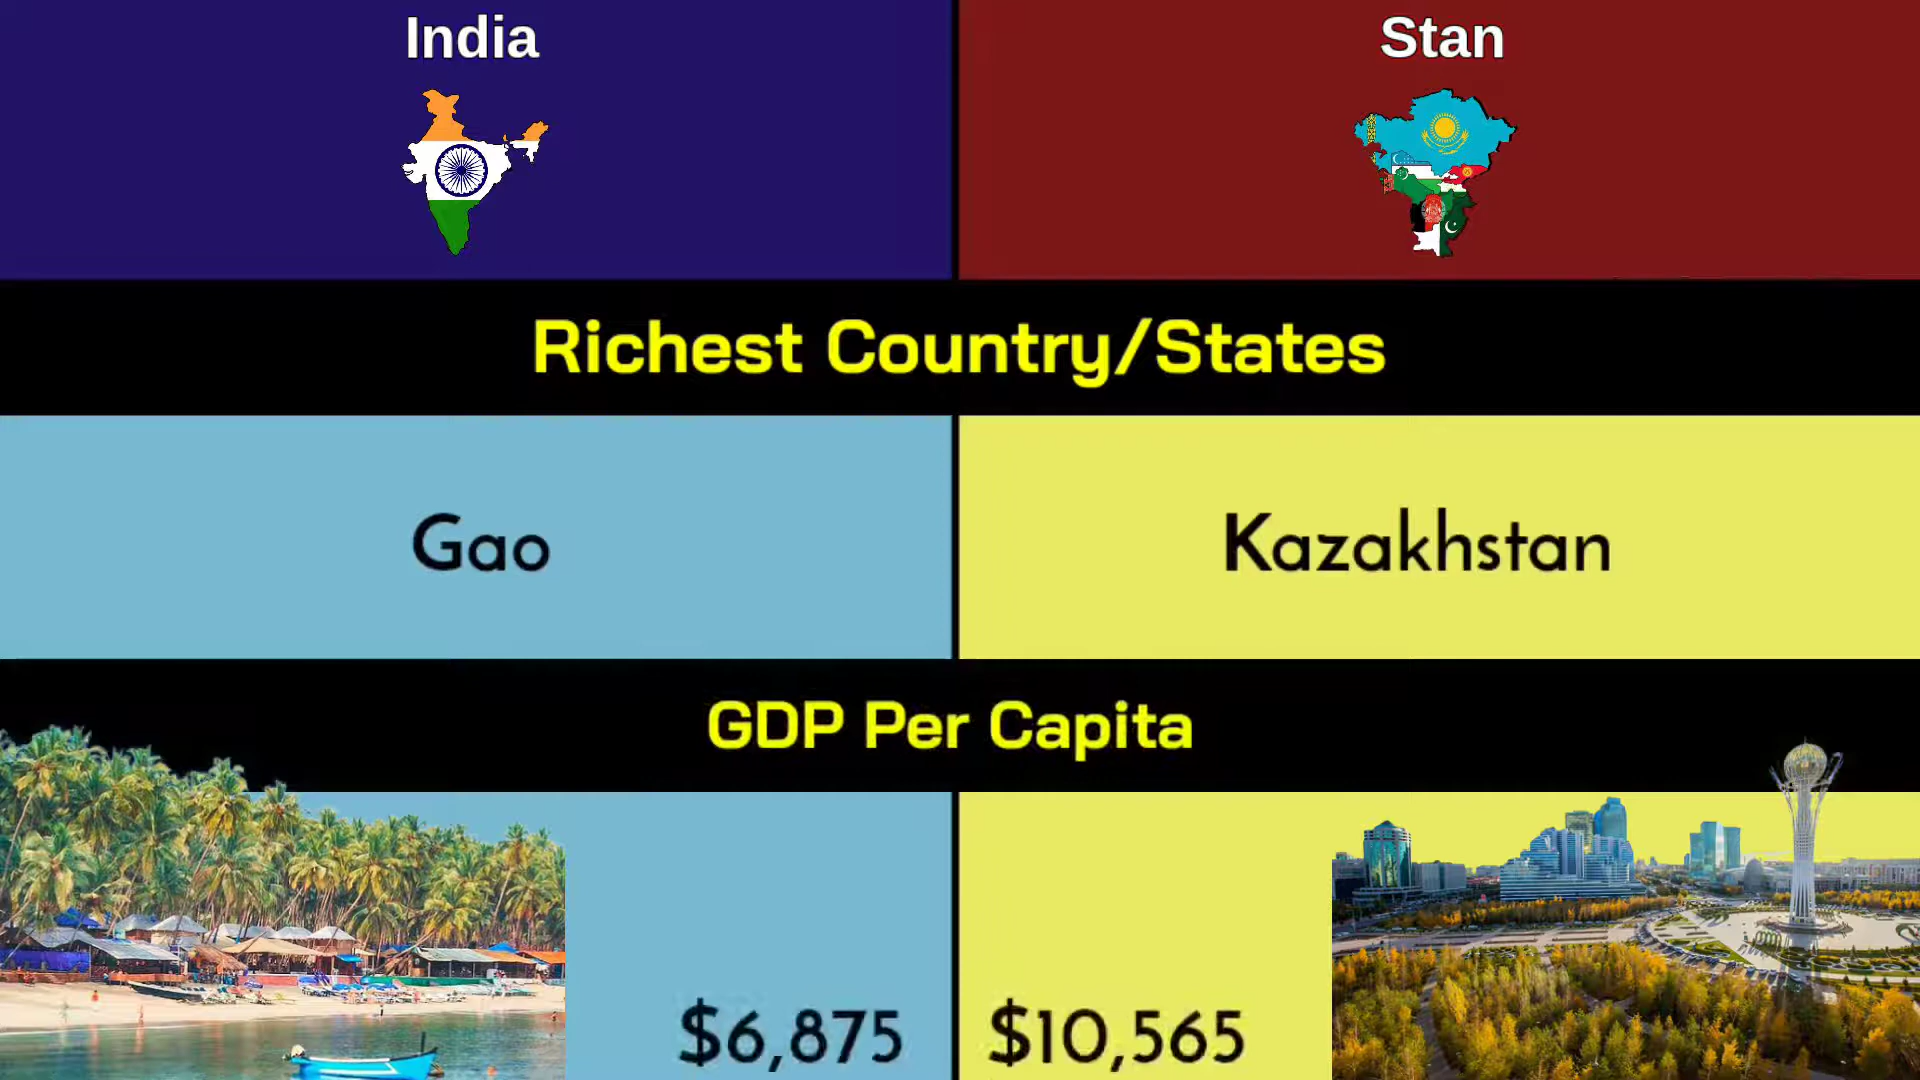 India
Stan
Richest Country/States
Gao
Kazakhstan
GDP Per Capita
$6,875
$10,565